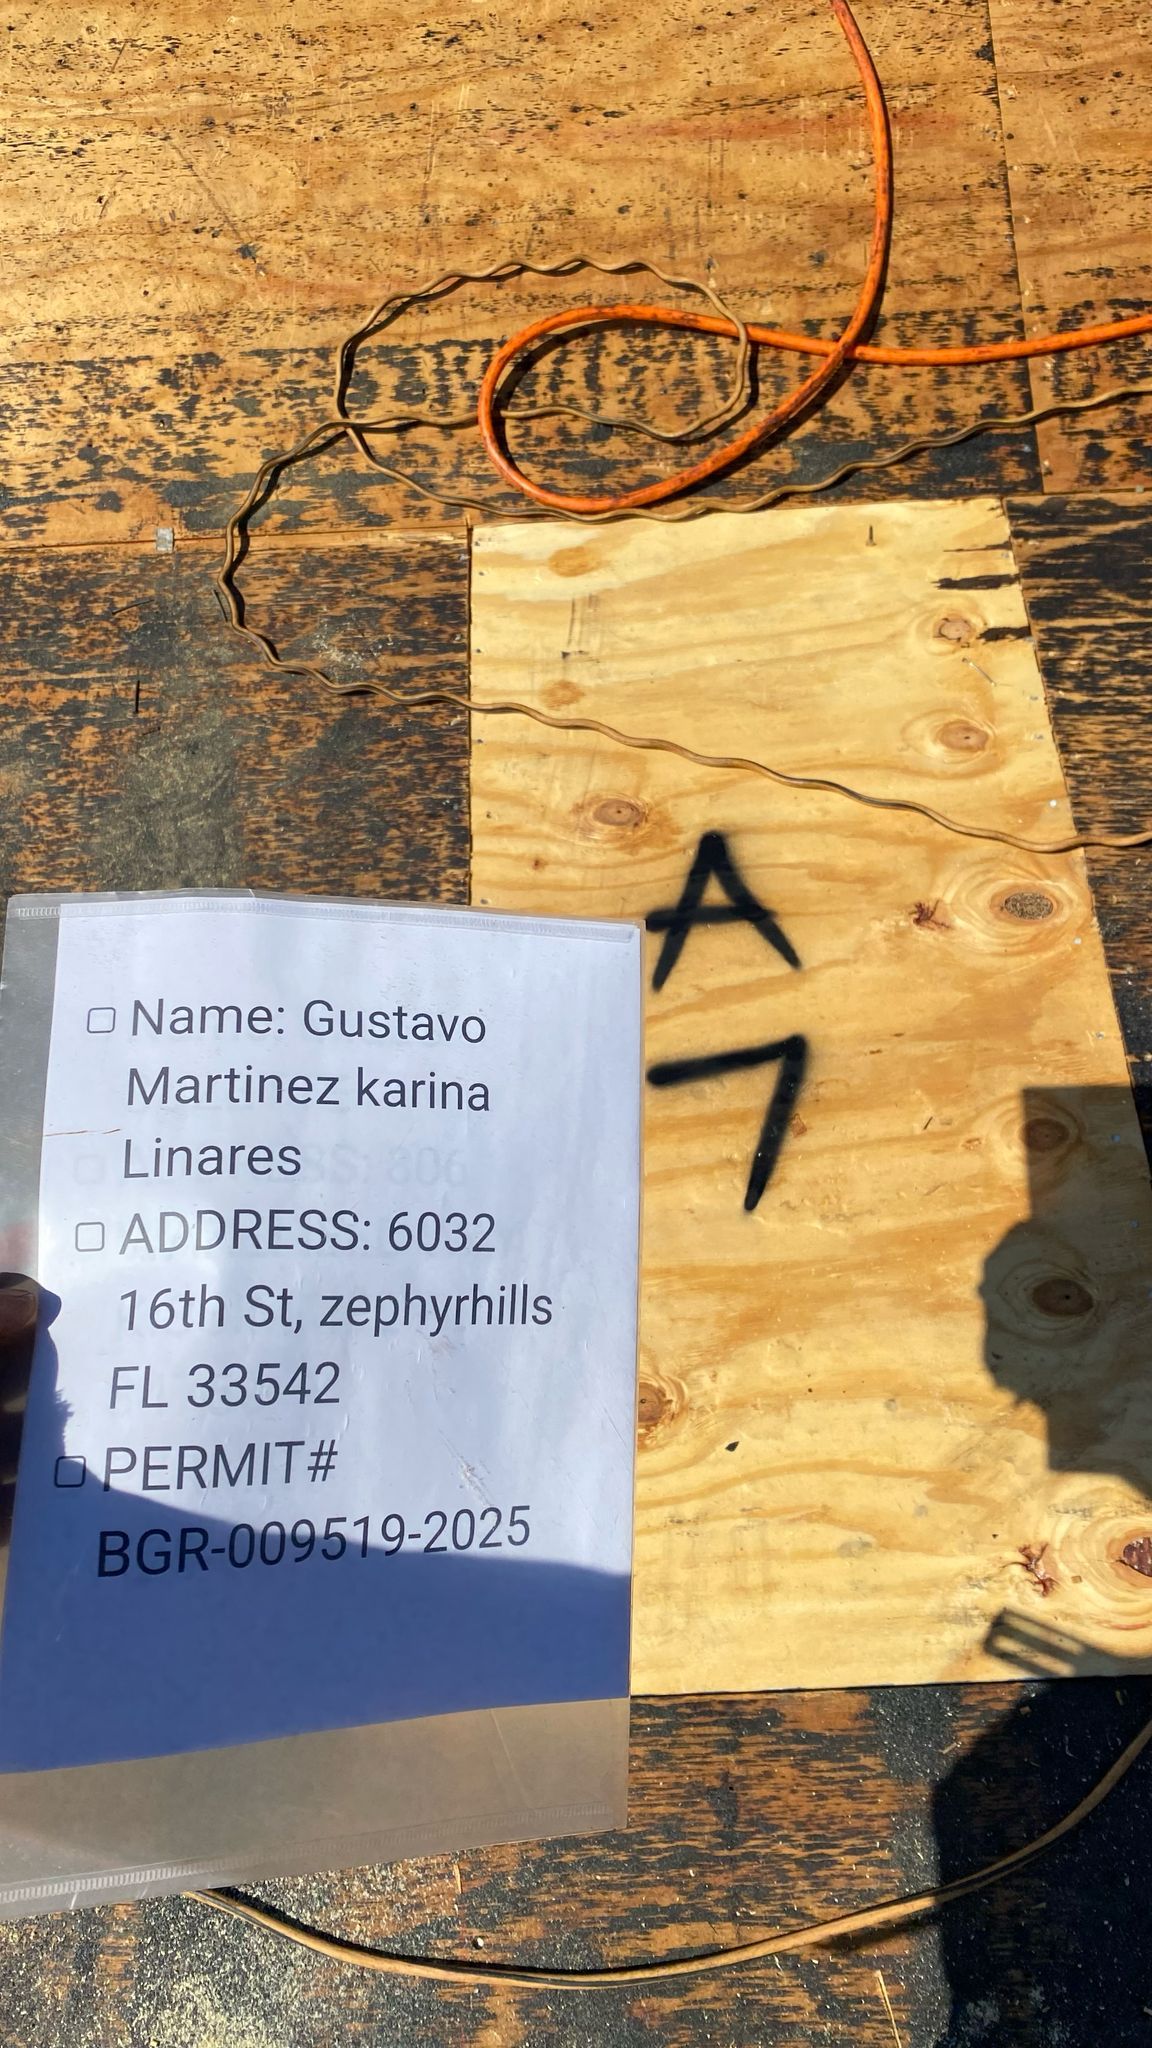 A
7
Name: Gustavo
Martinez karina
Linares
ADDRESS: 6032
16th St, zephyrhills
FL 33542
PERMIT#
BGR-009519-2025